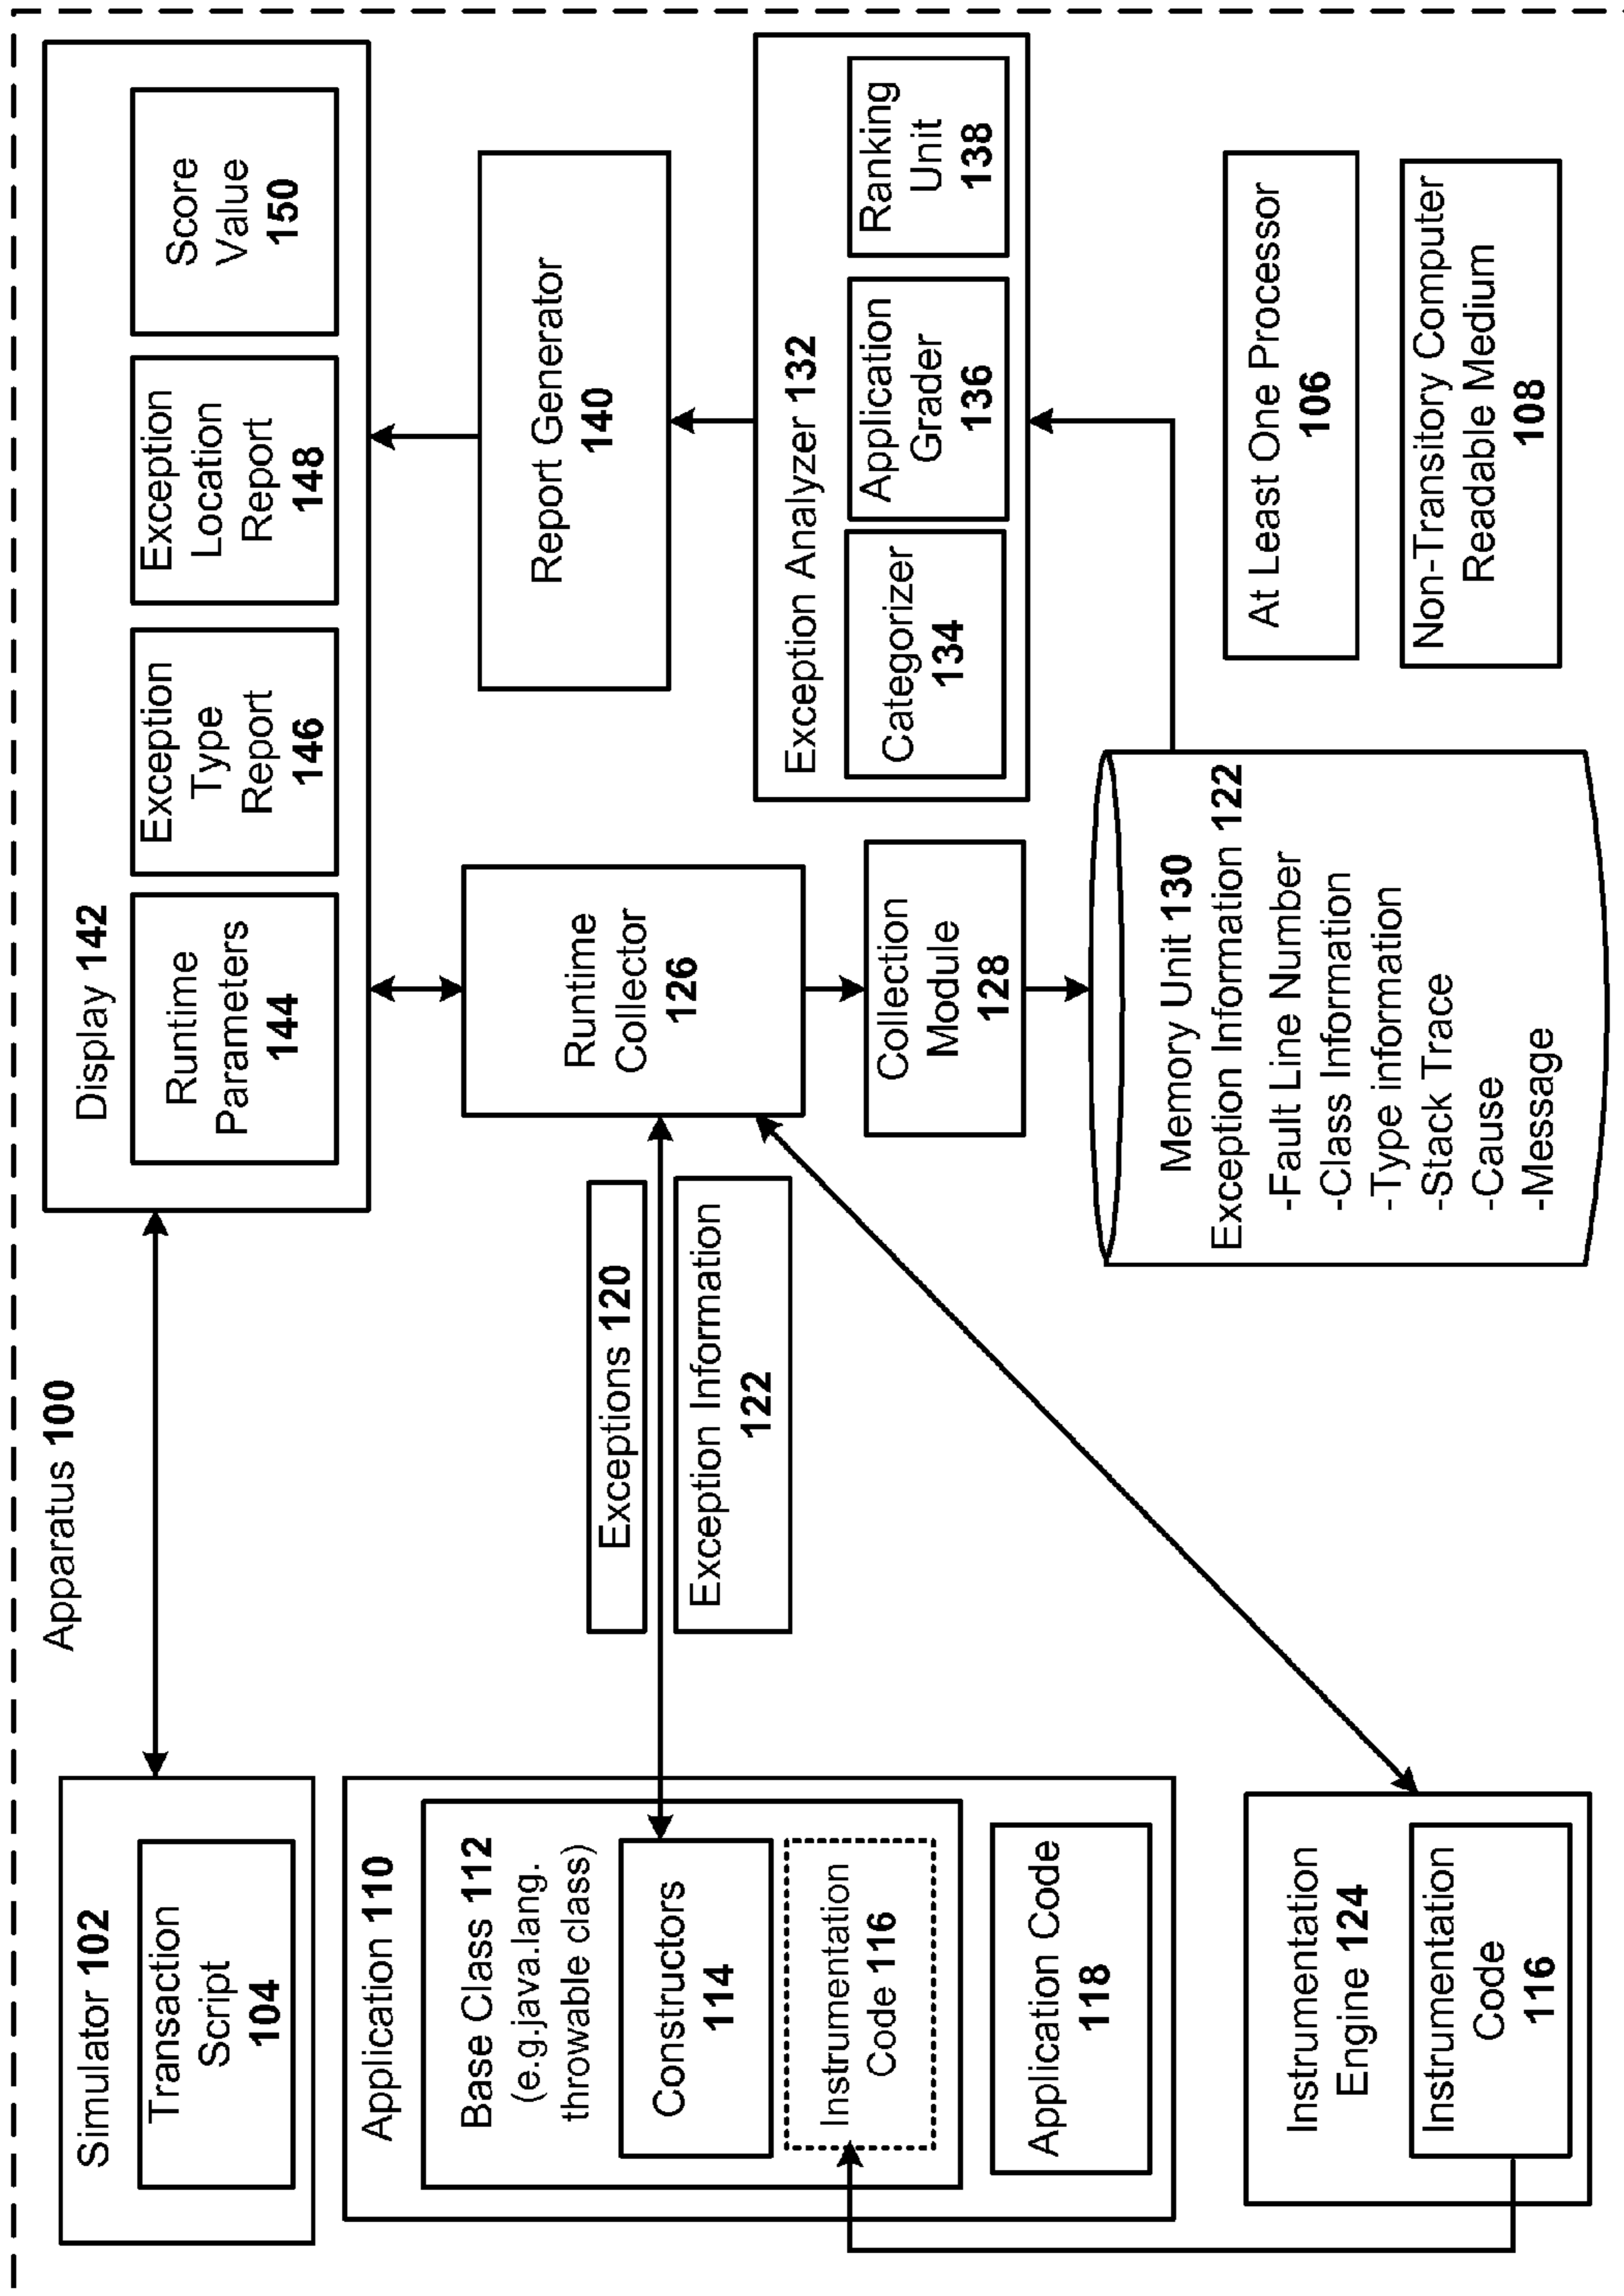 Apparatus 100
Simulator 102
Transaction
Script
104
Application 110
Base Class 112
(e.g.java.lang.
throwable class)
Constructors
114
Instrumentation
Code 116
Application Code
118
Instrumentation
Engine 124
Instrumentation
Code
116
Exceptions 120
Exception Information
122
Display 142
Runtime
Parameters
144
Exception
Type
Report
146
Exception
Location
Report
148
Score
Value
150
Runtime
Collector
126
Collection
Module
128
Memory Unit 130
Exception Information 122
-Fault Line Number
-Class Information
-Type information
-Stack Trace
-Cause
-Message
Report Generator
140
Exception Analyzer 132
Categorizer
134
Application
Grader
136
Ranking
Unit
138
At Least One Processor
106
Non-Transitory Computer
Readable Medium
108